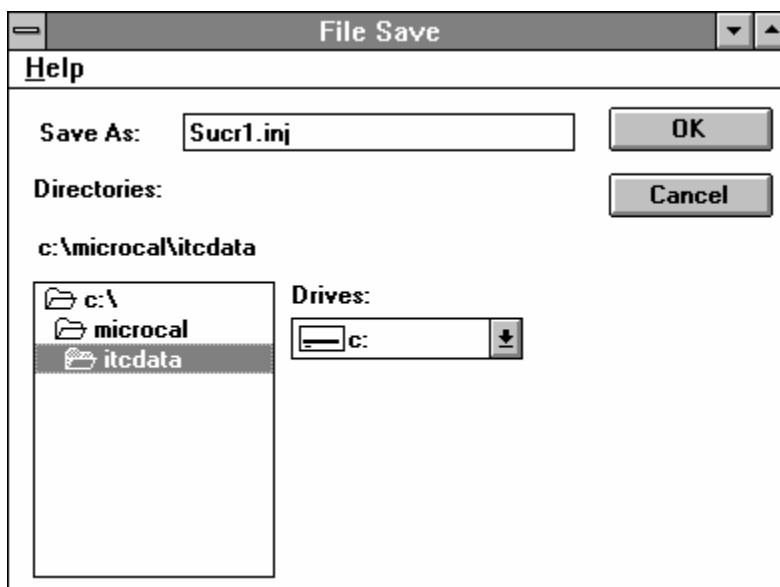 File Save
Help
Save As: Sucr1.inj OK
Directories: Cancel
c:\microcal\itcdata
c:\ Drives:
microcal c:
itcdata